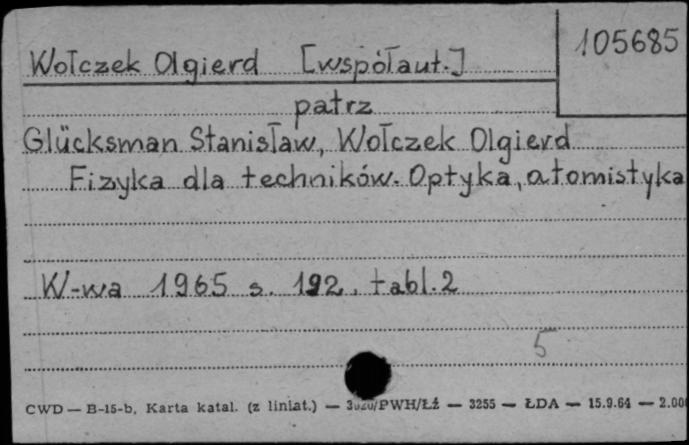 105685
Wołczek Olgierd [współaut.]
patrz
Glücksman Stanisław, Wołczek Olgierd
Fizyka dla techników. Optyka, atomistyka
W-wa 1965 s. 192, tabl. 2
5
CWD — B-15-b, Karta katal. (z liniat.) — /PWH/Łź — 3255 — ŁDA — 15.9.64 — 2.00